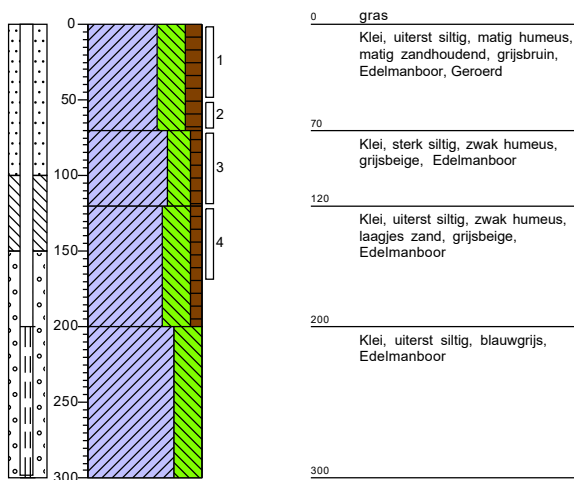 0
50
100
150
200
250
300
1
2
3
4
0 gras
Klei, uiterst siltig, matig humeus,
matig zandhoudend, grijsbruin,
Edelmanboor, Geroerd
70
Klei, sterk siltig, zwak humeus,
grijsbeige, Edelmanboor
120
Klei, uiterst siltig, zwak humeus,
laagjes zand, grijsbeige,
Edelmanboor
200
Klei, uiterst siltig, blauwgrijs,
Edelmanboor
300